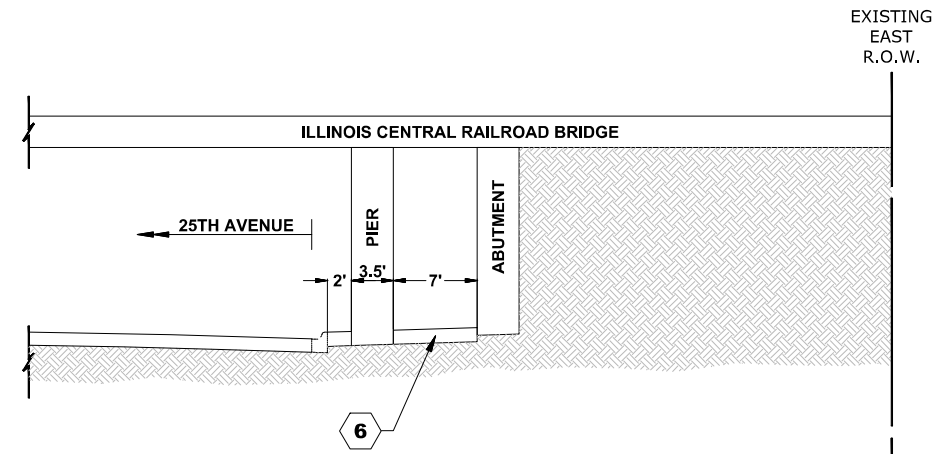 EXISTING
EAST
R.O.W.
ILLINOIS CENTRAL RAILROAD BRIDGE
25TH AVENUE
PIER
ABUTMENT
2'
3.5'
7'
6